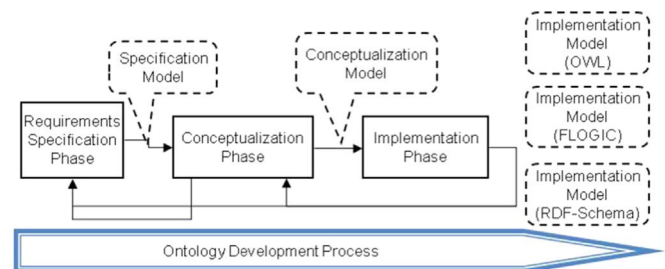 Specification
Model
Conceptualization
Model
Implementation
Model
(OWL)
Requirements
Specification
Phase
Conceptualization
Phase
Implementation
Phase
Implementation
Model
(FLOGIC)
Implementation
Model
(RDF-Schema)
Ontology Development Process